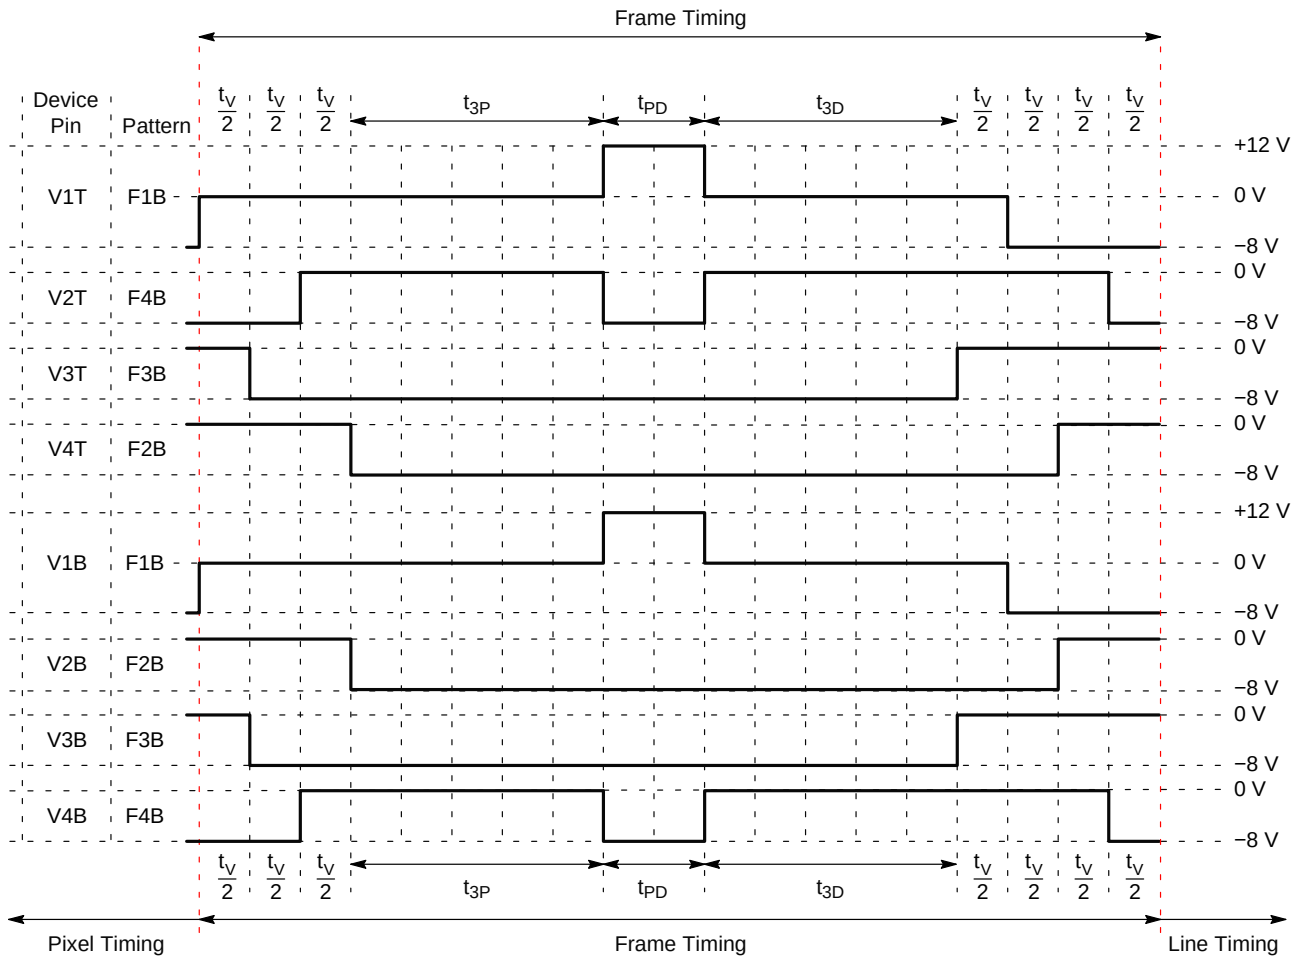 Frame Timing
Device Pin Pattern
tV/2 tV/2 tV/2 t3P tPD t3D tV/2 tV/2 tV/2 tV/2
+12 V
V1T F1B 0 V
−8 V
0 V
V2T F4B
−8 V
0 V
V3T F3B
−8 V
0 V
V4T F2B
−8 V
+12 V
V1B F1B 0 V
−8 V
0 V
V2B F2B
−8 V
0 V
V3B F3B
−8 V
0 V
V4B F4B
−8 V
tV/2 tV/2 tV/2 t3P tPD t3D tV/2 tV/2 tV/2 tV/2
Pixel Timing Frame Timing Line Timing